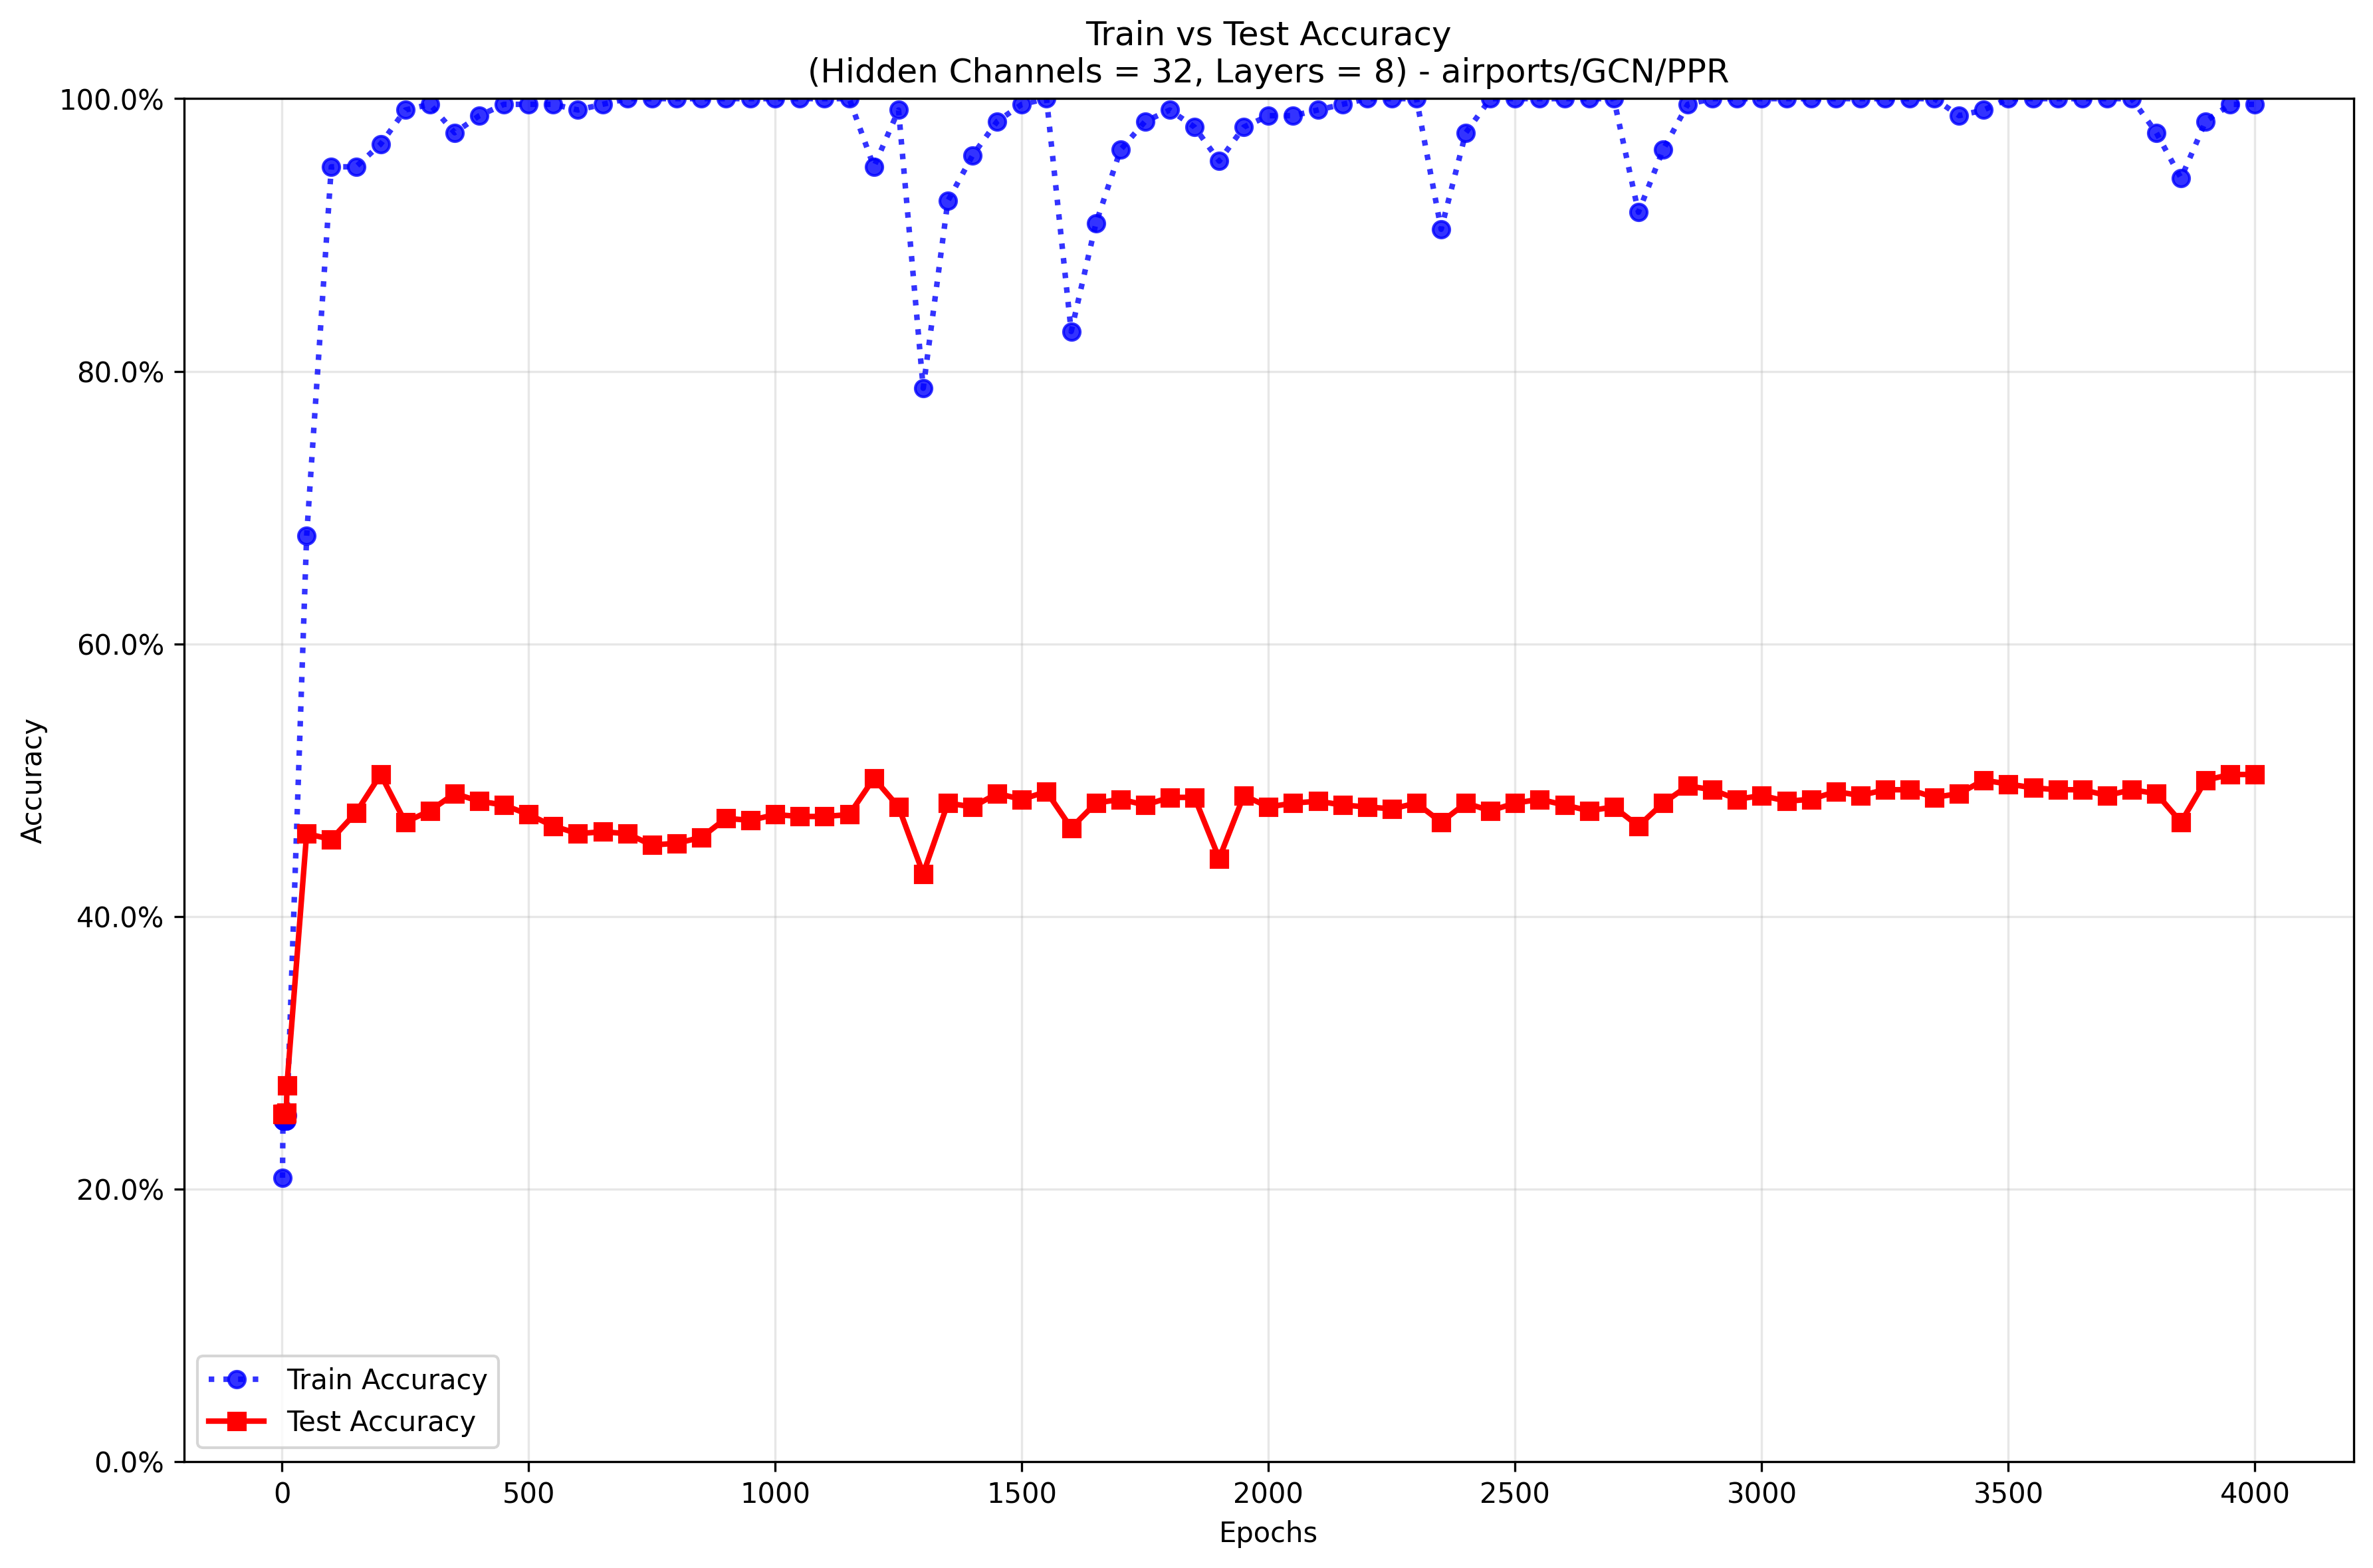 Train vs Test Accuracy
(Hidden Channels = 32, Layers = 8) - airports/GCN/PPR
100.0%
80.0%
60.0%
40.0%
20.0%
0.0%
Accuracy
Train Accuracy
Test Accuracy
0 500 1000 1500 2000 2500 3000 3500 4000
Epochs